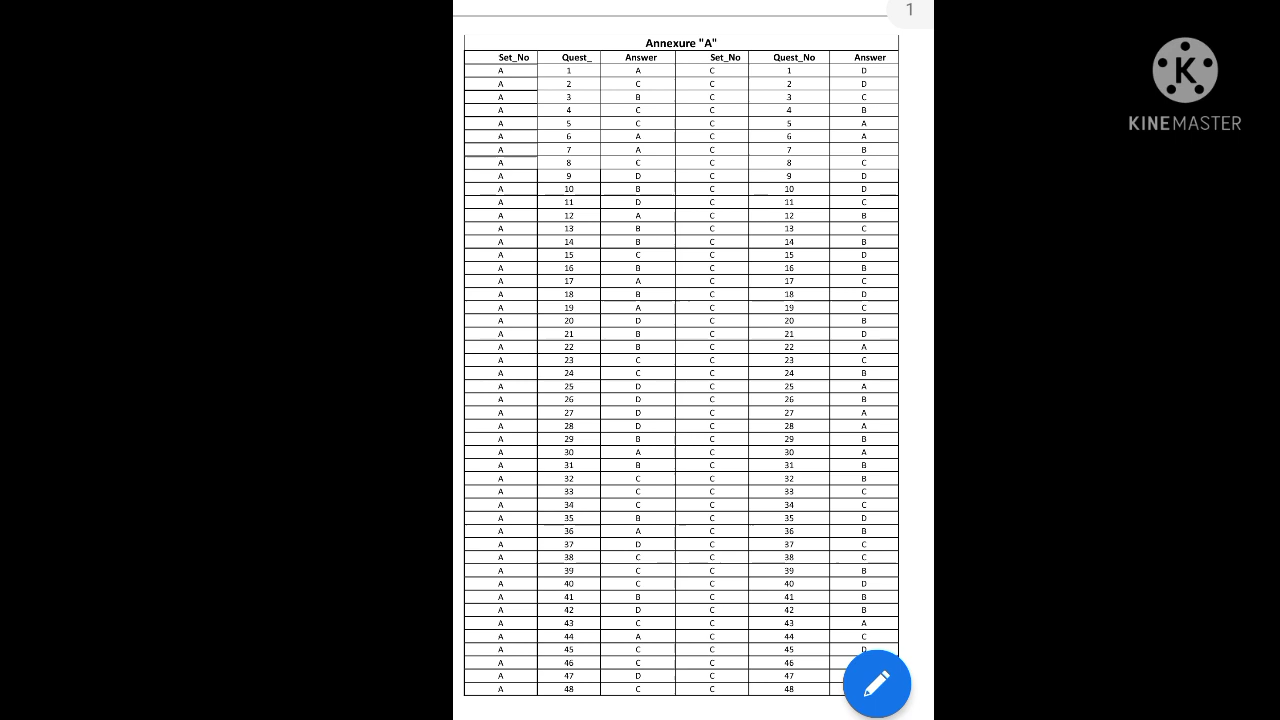 1
Annexure "A"
Set_No Quest_ Answer Set_No Quest_No Answer
A 1 A C 1 D
A 2 C C 2 D
A 3 B C 3 C
A 4 C C 4 B
A 5 C C 5 A
A 6 A C 6 A
A 7 A C 7 B
A 8 C C 8 C
A 9 D C 9 D
A 10 B C 10 D
A 11 D C 11 C
A 12 A C 12 B
A 13 B C 13 C
A 14 B C 14 B
A 15 C C 15 D
A 16 B C 16 B
A 17 A C 17 C
A 18 B C 18 D
A 19 A C 19 C
A 20 D C 20 B
A 21 B C 21 D
A 22 B C 22 A
A 23 C C 23 C
A 24 C C 24 B
A 25 D C 25 A
A 26 D C 26 B
A 27 D C 27 A
A 28 D C 28 A
A 29 B C 29 B
A 30 A C 30 A
A 31 B C 31 B
A 32 C C 32 B
A 33 C C 33 C
A 34 C C 34 C
A 35 B C 35 D
A 36 A C 36 B
A 37 D C 37 C
A 38 C C 38 C
A 39 C C 39 B
A 40 C C 40 D
A 41 B C 41 B
A 42 D C 42 B
A 43 C C 43 A
A 44 A C 44 C
A 45 C C 45 D
A 46 C C 46
A 47 D C 47
A 48 C C 48
K
KINEMASTER